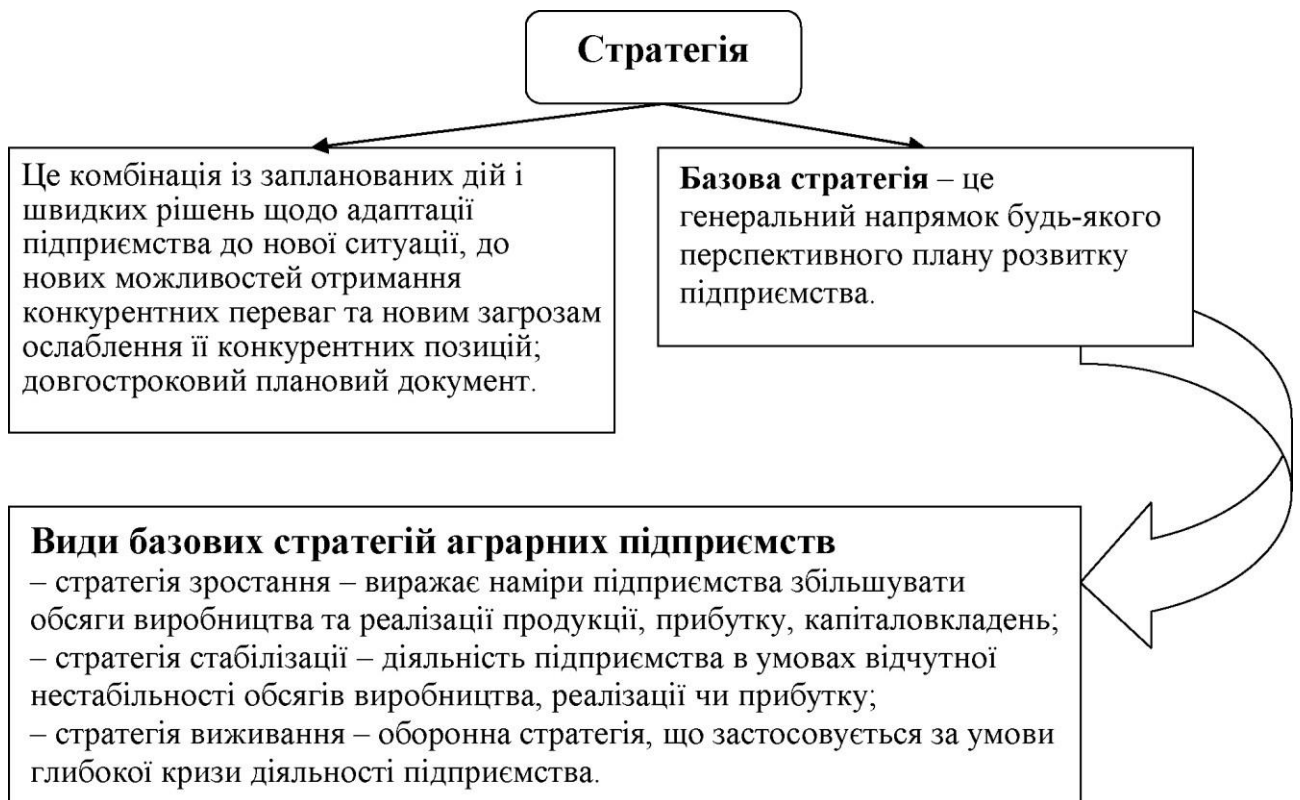 Стратегія
Це комбінація із запланованих дій і
швидких рішень щодо адаптації
підприємства до нової ситуації, до
нових можливостей отримання
конкурентних переваг та новим загрозам
ослаблення її конкурентних позицій;
довгостроковий плановий документ.
Базова стратегія – це
генеральний напрямок будь-якого
перспективного плану розвитку
підприємства.
Види базових стратегій аграрних підприємств
– стратегія зростання – виражає наміри підприємства збільшувати
обсяги виробництва та реалізації продукції, прибутку, капіталовкладень;
– стратегія стабілізації – діяльність підприємства в умовах відчутної
нестабільності обсягів виробництва, реалізації чи прибутку;
– стратегія виживання – оборонна стратегія, що застосовується за умови
глибокої кризи діяльності підприємства.